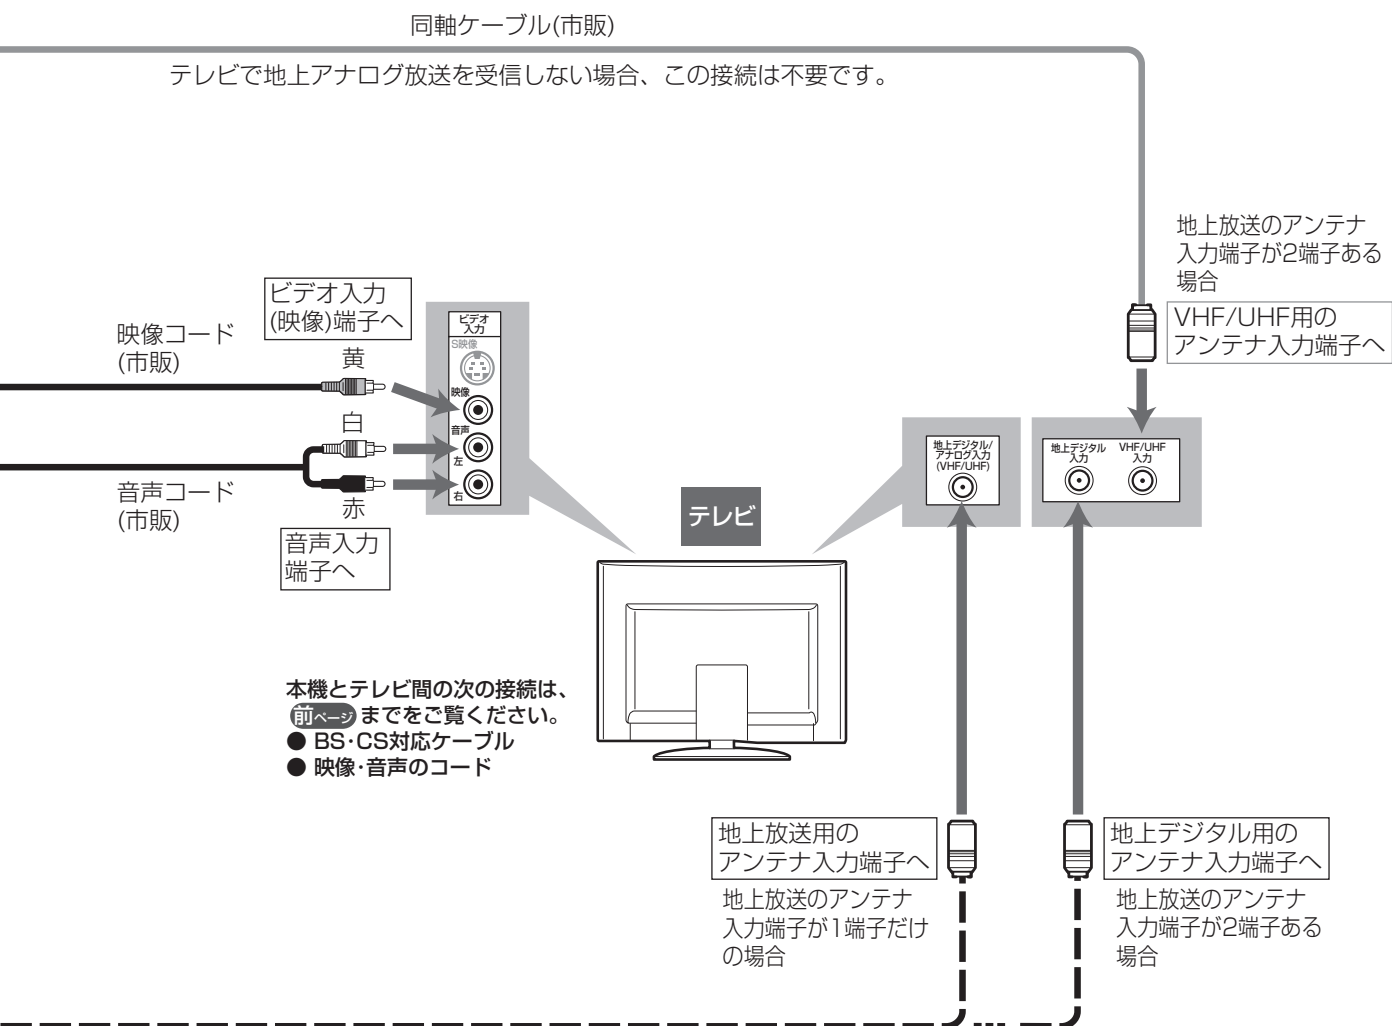 同軸ケーブル(市販)
テレビで地上アナログ放送を受信しない場合、この接続は不要です。
地上放送のアンテナ
入力端子が2端子ある
場合
VHF/UHF用の
アンテナ入力端子へ
ビデオ入力
(映像)端子へ
映像コード
(市販)
黄
白
音声コード
(市販)
赤
音声入力
端子へ
ビデオ
入力
S映像
映像
音声
左
右
テレビ
地上デジタル/
アナログ入力
(VHF/UHF)
地上デジタル
入力
VHF/UHF
入力
本機とテレビ間の次の接続は、
前ページ までをご覧ください。
● BS・CS対応ケーブル
● 映像・音声のコード
地上放送用の
アンテナ入力端子へ
地上放送のアンテナ
入力端子が1端子だけ
の場合
地上デジタル用の
アンテナ入力端子へ
地上放送のアンテナ
入力端子が2端子ある
場合